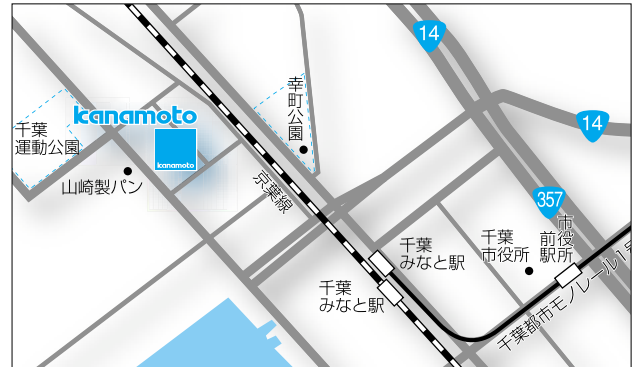 14
14
357
幸町公園
kanamoto
kanamoto
千葉
運動公園
山崎製パン
京葉線
千葉
みなと駅
千葉
みなと駅
千葉
市役所
市役所
前駅
千葉都市モノレール1号